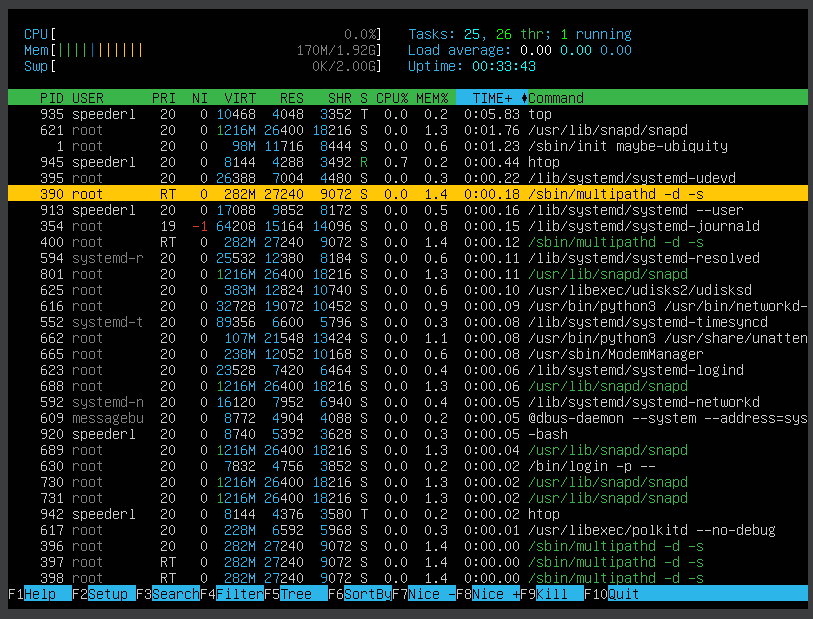 CPU[ 0.0%] Tasks: 25, 26 thr; 1 running
Mem[||||||||||| 170M/1.92G] Load average: 0.00 0.00 0.00
Swp[ 0K/2.00G] Uptime: 00:33:43
PID USER PRI NI VIRT RES SHR S CPU% MEM% TIME+ Command
935 speederl 20 0 10468 4048 3352 T 0.0 0.2 0:05.83 top
621 root 20 0 1216M 26400 18216 S 0.0 1.3 0:01.76 /usr/lib/snapd/snapd
1 root 20 0 98M 11716 8444 S 0.0 0.6 0:01.23 /sbin/init maybe-ubiquity
945 speederl 20 0 8144 4288 3492 R 0.7 0.2 0:00.44 htop
395 root 20 0 26388 7004 4480 S 0.0 0.3 0:00.22 /lib/systemd/systemd-udevd
390 root RT 0 282M 27240 9072 S 0.0 1.4 0:00.18 /sbin/multipathd -d -s
913 speederl 20 0 17088 9852 8172 S 0.0 0.5 0:00.16 /lib/systemd/systemd --user
354 root 19 -1 64208 15164 14096 S 0.0 0.8 0:00.15 /lib/systemd/systemd-journald
400 root RT 0 282M 27240 9072 S 0.0 1.4 0:00.12 /sbin/multipathd -d -s
594 systemd-r 20 0 25532 12380 8184 S 0.0 0.6 0:00.11 /lib/systemd/systemd-resolved
801 root 20 0 1216M 26400 18216 S 0.0 1.3 0:00.11 /usr/lib/snapd/snapd
625 root 20 0 383M 12824 10740 S 0.0 0.6 0:00.10 /usr/libexec/udisks2/udisksd
616 root 20 0 32728 19072 10452 S 0.0 0.9 0:00.09 /usr/bin/python3 /usr/bin/networkd-
552 systemd-t 20 0 89356 6600 5796 S 0.0 0.3 0:00.08 /lib/systemd/systemd-timesyncd
662 root 20 0 107M 21548 13424 S 0.0 1.1 0:00.08 /usr/bin/python3 /usr/share/unatten
665 root 20 0 238M 12052 10168 S 0.0 0.6 0:00.08 /usr/sbin/ModemManager
623 root 20 0 23528 7420 6464 S 0.0 0.4 0:00.06 /lib/systemd/systemd-logind
688 root 20 0 1216M 26400 18216 S 0.0 1.3 0:00.06 /usr/lib/snapd/snapd
592 systemd-n 20 0 16120 7952 6940 S 0.0 0.4 0:00.05 /lib/systemd/systemd-networkd
609 messagebu 20 0 8772 4904 4088 S 0.0 0.2 0:00.05 @dbus-daemon --system --address=sys
920 speederl 20 0 8740 5392 3628 S 0.0 0.3 0:00.05 -bash
689 root 20 0 1216M 26400 18216 S 0.0 1.3 0:00.04 /usr/lib/snapd/snapd
630 root 20 0 7832 4756 3852 S 0.0 0.2 0:00.02 /bin/login -p --
730 root 20 0 1216M 26400 18216 S 0.0 1.3 0:00.02 /usr/lib/snapd/snapd
731 root 20 0 1216M 26400 18216 S 0.0 1.3 0:00.02 /usr/lib/snapd/snapd
942 speederl 20 0 8144 4376 3580 T 0.0 0.2 0:00.02 htop
617 root 20 0 228M 6592 5968 S 0.0 0.3 0:00.01 /usr/libexec/polkitd --no-debug
396 root 20 0 282M 27240 9072 S 0.0 1.4 0:00.00 /sbin/multipathd -d -s
397 root RT 0 282M 27240 9072 S 0.0 1.4 0:00.00 /sbin/multipathd -d -s
398 root RT 0 282M 27240 9072 S 0.0 1.4 0:00.00 /sbin/multipathd -d -s
F1Help F2Setup F3SearchF4FilterF5Tree F6SortByF7Nice -F8Nice +F9Kill F10Quit